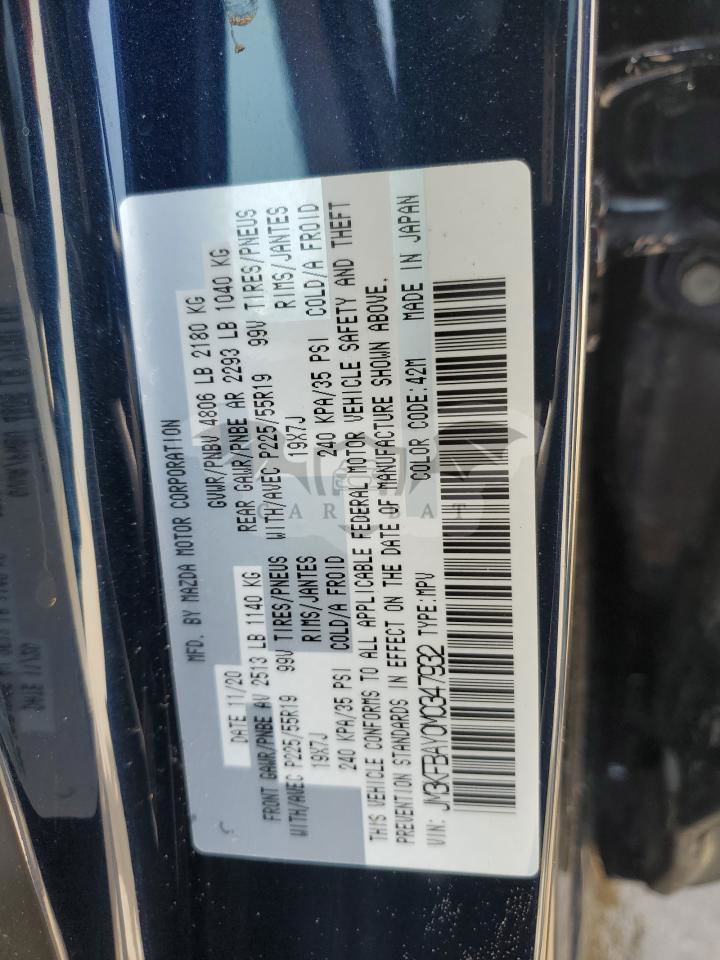 MFD. BY MAZDA MOTOR CORPORATION
DATE 11/20 GVWR/PNBV 4806 LB 2180 KG
FRONT GAWR/PNBE AV 2513 LB 1140 KG REAR GAWR/PNBE AR 2293 LB 1040 KG
WITH/AVEC P225/55R19 99V TIRES/PNEUS WITH/AVEC P225/55R19 99V TIRES/PNEUS
19X7J RIMS/JANTES 19X7J RIMS/JANTES
240 KPA/35 PSI COLD/A FROID 240 KPA/35 PSI COLD/A FROID
THIS VEHICLE CONFORMS TO ALL APPLICABLE FEDERAL MOTOR VEHICLE SAFETY AND THEFT
PREVENTION STANDARDS IN EFFECT ON THE DATE OF MANUFACTURE SHOWN ABOVE.
VIN: JM3KFBAY0M0347932 TYPE:MPV COLOR CODE:42M MADE IN JAPAN
CAR BAT